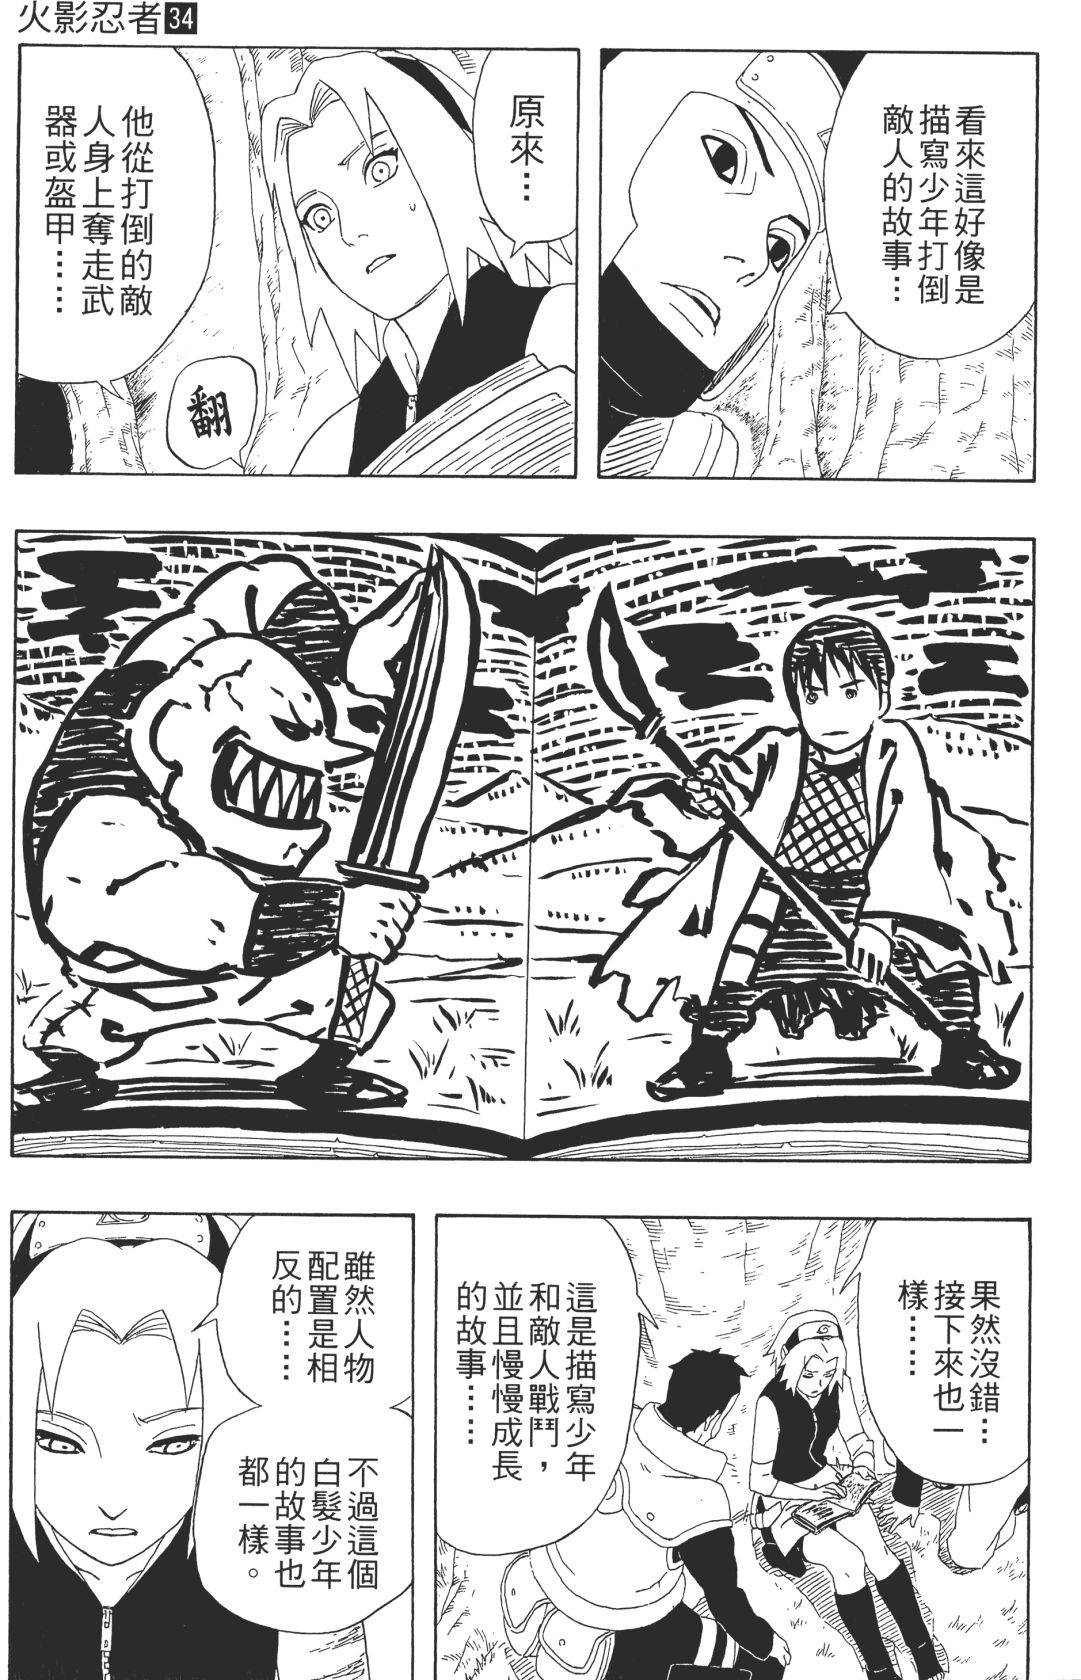 火影忍者34
看來這好像是
描寫少年打倒
敵人的故事…
原來…
他從打倒的敵
人身上奪走武
器或盔甲……
翻
果然沒錯…
接下來也一
樣……
這是描寫少年
和敵人戰鬥，
並且慢慢成長
的故事……
雖然人物
配置是相
反的……
不過這個
白髮少年
的故事也
都一樣。